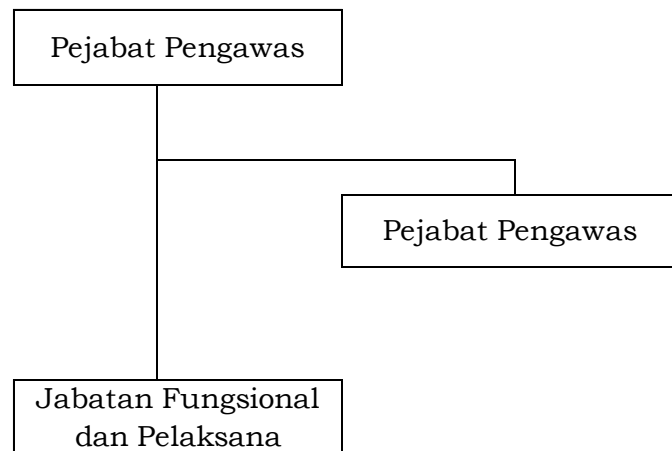 Pejabat Pengawas
Pejabat Pengawas
Jabatan Fungsional
dan Pelaksana